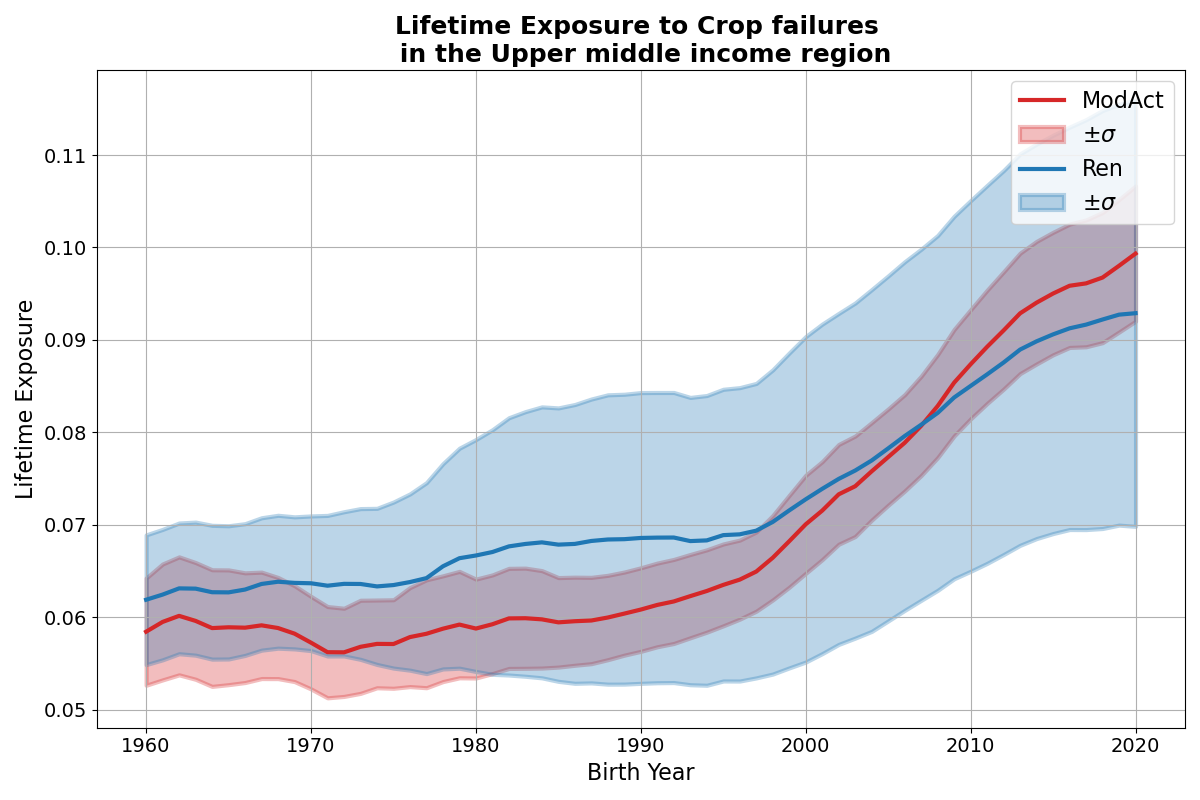 Lifetime Exposure to Crop failures
in the Upper middle income region
ModAct
±σ
Ren
±σ
Lifetime Exposure
0.11
0.10
0.09
0.08
0.07
0.06
0.05
1960
1970
1980
1990
2000
2010
2020
Birth Year